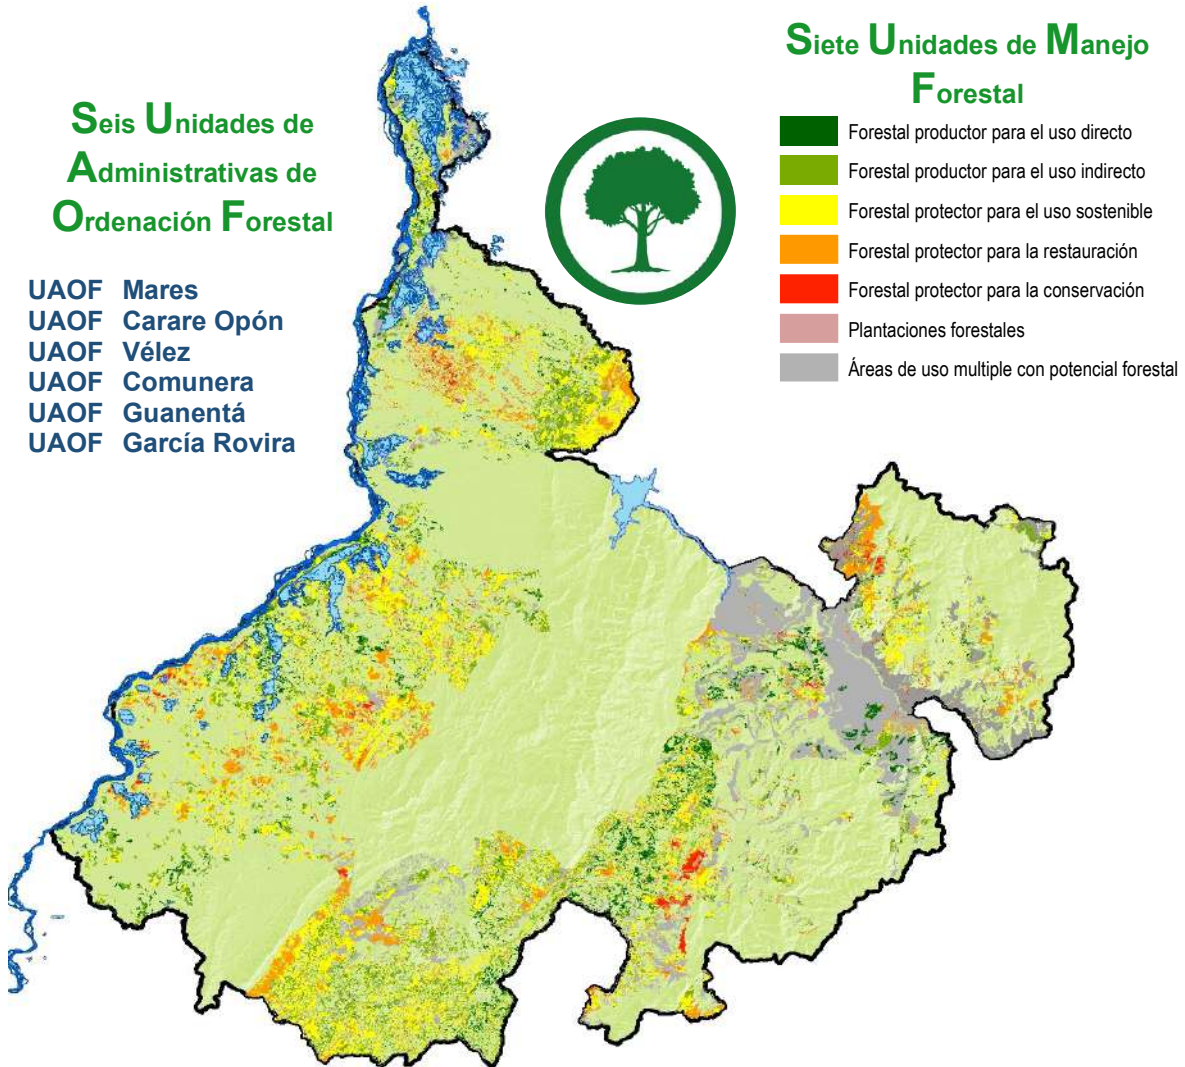 Seis Unidades de
Administrativas de
Ordenación Forestal
UAOF Mares
UAOF Carare Opón
UAOF Vélez
UAOF Comunera
UAOF Guanentá
UAOF García Rovira
Siete Unidades de Manejo
Forestal
Forestal productor para el uso directo
Forestal productor para el uso indirecto
Forestal protector para el uso sostenible
Forestal protector para la restauración
Forestal protector para la conservación
Plantaciones forestales
Áreas de uso multiple con potencial forestal